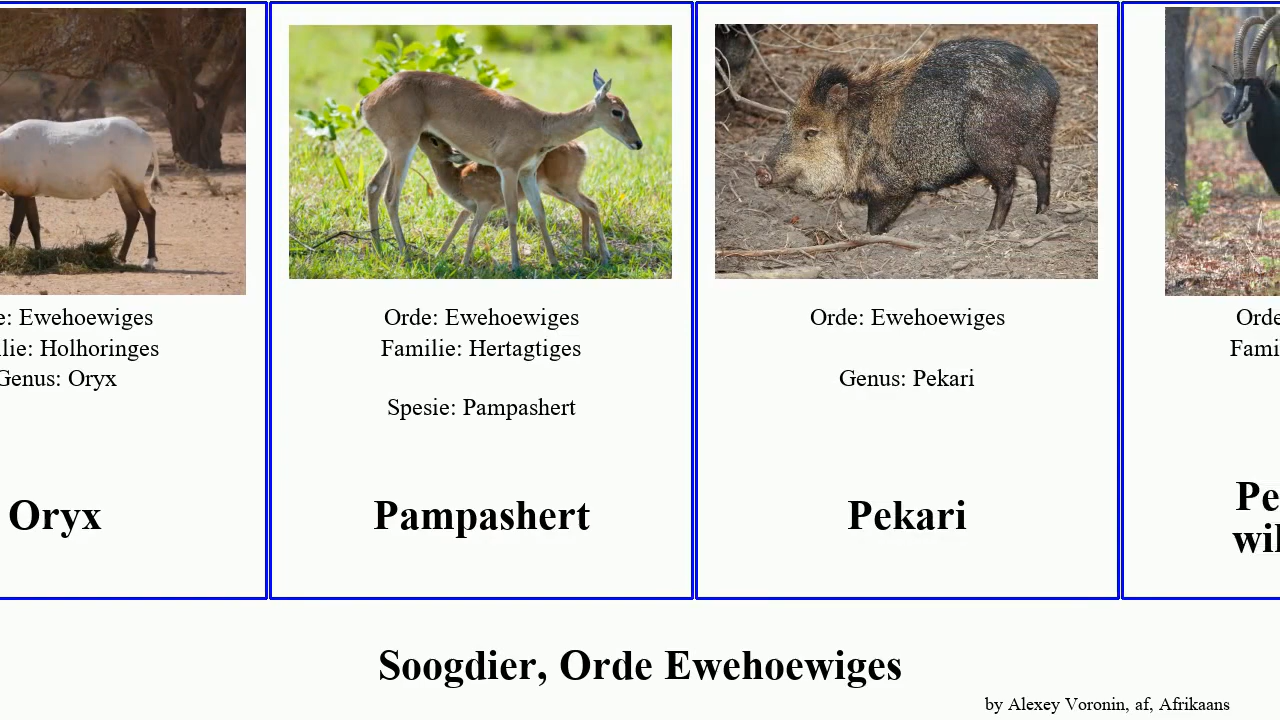 e: Ewehoewiges
lie: Holhoringes
Genus: Oryx
Oryx
Orde: Ewehoewiges
Familie: Hertagtiges
Spesie: Pampashert
Pampashert
Orde: Ewehoewiges
Genus: Pekari
Pekari
Orde
Fami
Pe
wil
Soogdier, Orde Ewehoewiges
by Alexey Voronin, af, Afrikaans